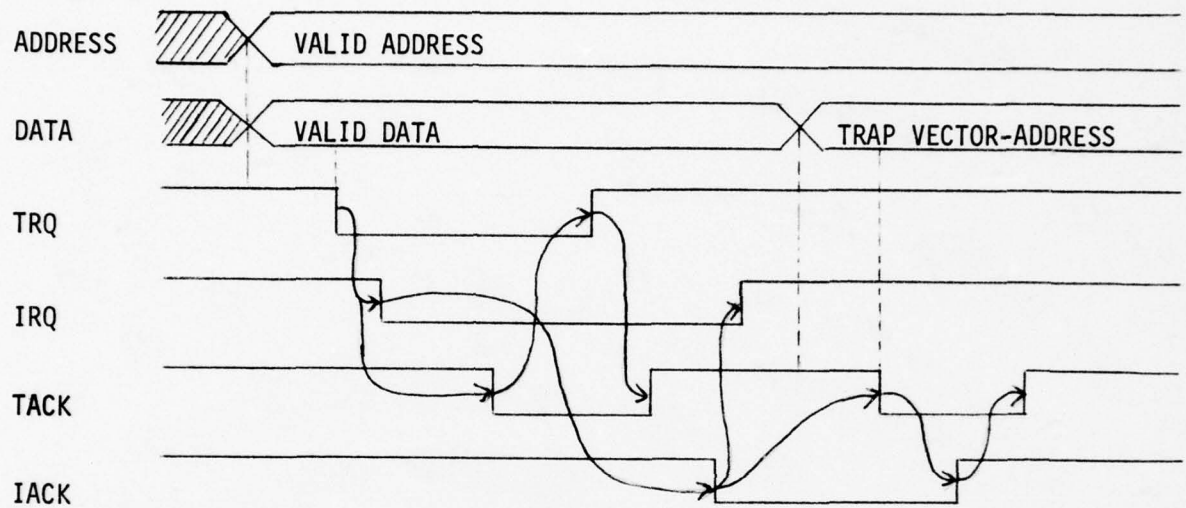 ADDRESS VALID ADDRESS
DATA VALID DATA TRAP VECTOR-ADDRESS
TRQ
IRQ
TACK
IACK